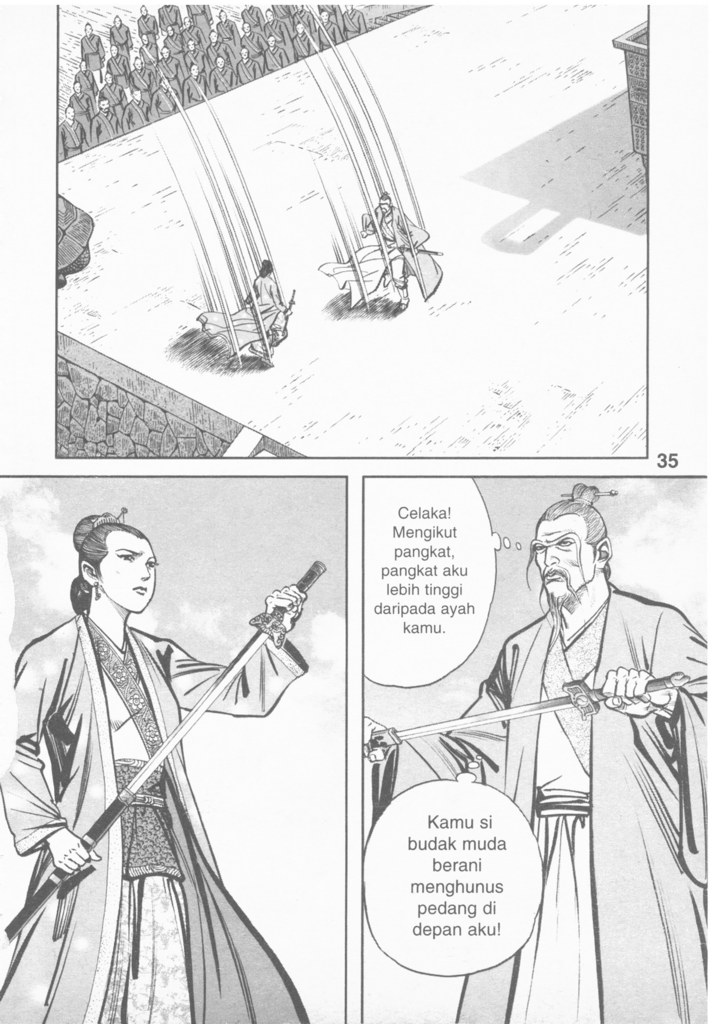 35
Celaka!
Mengikut
pangkat,
pangkat aku
lebih tinggi
daripada ayah
kamu.
Kamu si
budak muda
berani
menghunus
pedang di
depan aku!